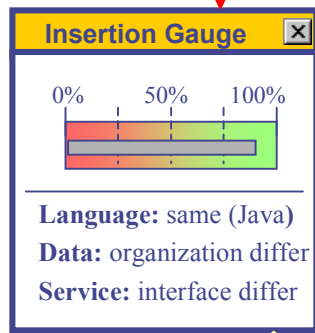 Insertion Gauge
0% 50% 100%
Language: same (Java)
Data: organization differ
Service: interface differ